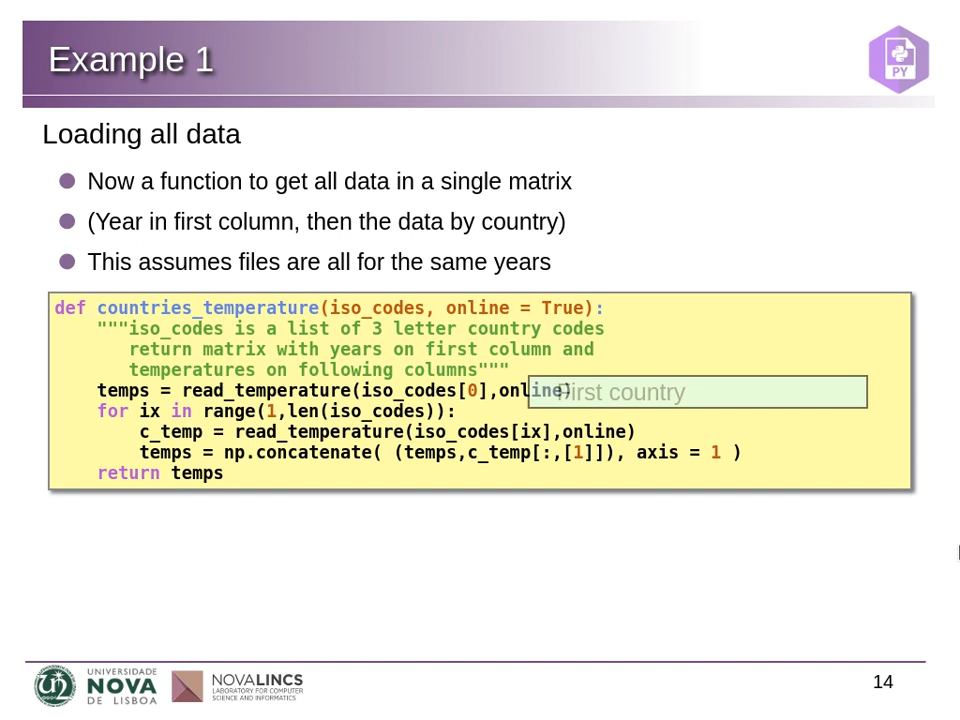 Example 1
PY
Loading all data
Now a function to get all data in a single matrix
(Year in first column, then the data by country)
This assumes files are all for the same years
def countries_temperature(iso_codes, online = True):
    """iso_codes is a list of 3 letter country codes
       return matrix with years on first column and
       temperatures on following columns"""
    temps = read_temperature(iso_codes[0],online)
First country
    for ix in range(1,len(iso_codes)):
        c_temp = read_temperature(iso_codes[ix],online)
        temps = np.concatenate( (temps,c_temp[:,[1]]), axis = 1 )
    return temps
UNIVERSIDADE
NOVA
DE LISBOA
NOVALINCS
LABORATORY FOR COMPUTER
SCIENCE AND INFORMATICS
14